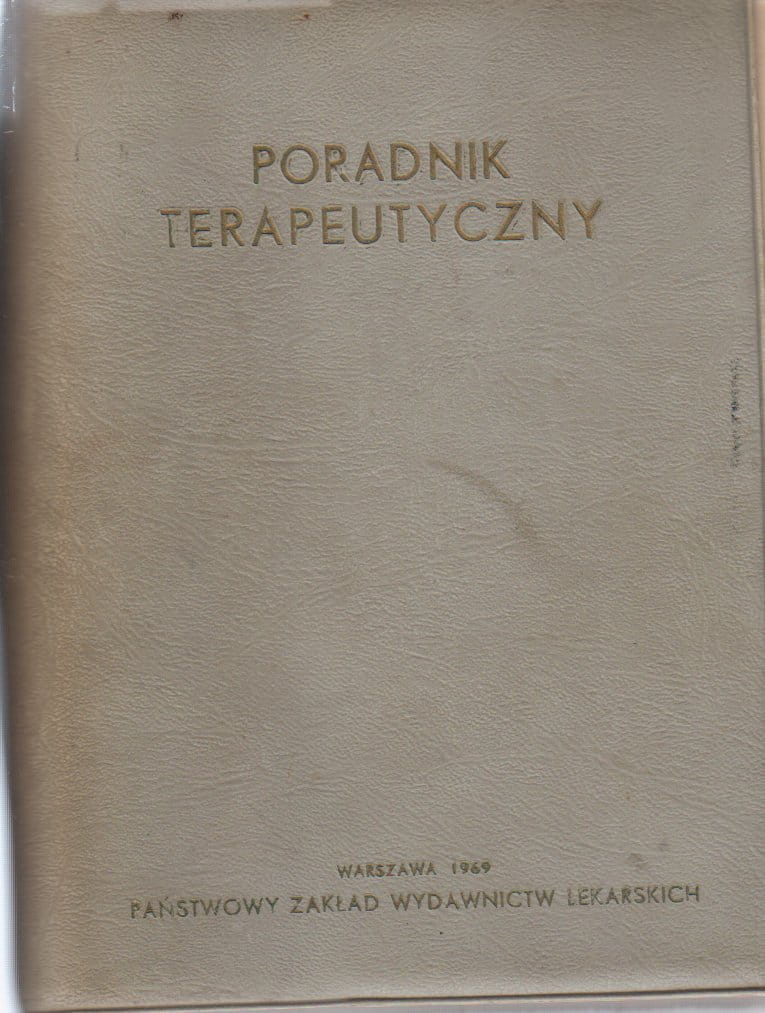 PORADNIK
TERAPEUTYCZNY
WARSZAWA 1969
PAŃSTWOWY ZAKŁAD WYDAWNICTW LEKARSKICH